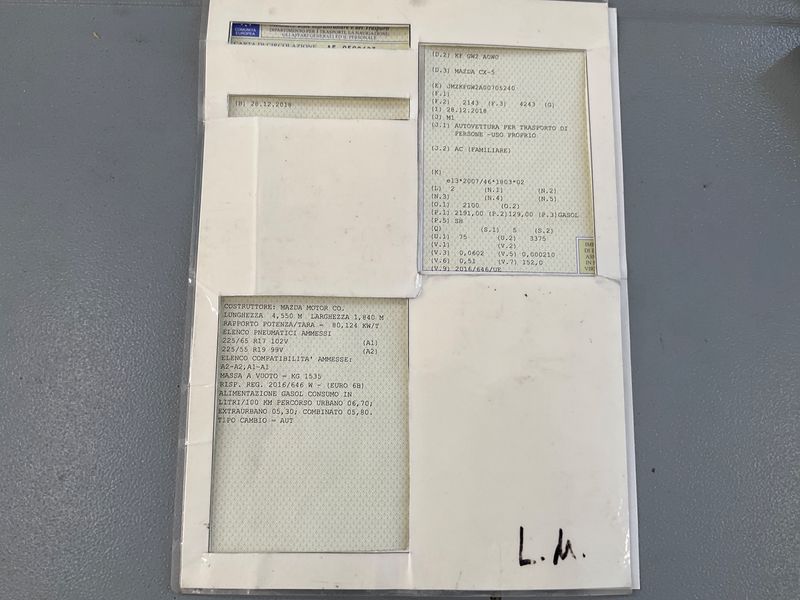 COMUNITÀ
EUROPEA
DIPARTIMENTO PER I TRASPORTI, LA NAVIGAZIONE,
GLI AFFARI GENERALI ED IL PERSONALE
CARTA DI CIRCOLAZIONE
(B) 28.12.2018
(D.2) KF GW2 A6WC
(D.3) MAZDA CX-5
(E) JMZKFGW2A00705240
(F.1)
(F.2) 2143 (F.3) 4243 (G)
(I) 28.12.2018
(J) M1
(J.1) AUTOVETTURA PER TRASPORTO DI
PERSONE -USO PROPRIO
(J.2) AC (FAMILIARE)
(K)
e13*2007/46*1803*02
(L) 2 (N.1) (N.2)
(N.3) (N.4) (N.5)
(O.1) 2100 (O.2)
(P.1) 2191,00 (P.2)129,00 (P.3)GASOL
(P.5) SH
(Q) (S.1) 5 (S.2)
(U.1) 75 (U.2) 3375
(V.1) (V.2)
(V.3) 0,0602 (V.5) 0,000210
(V.6) 0,51 (V.7) 152,0
(V.9) 2016/646/UE
COSTRUTTORE: MAZDA MOTOR CO.
LUNGHEZZA 4,550 M LARGHEZZA 1,840 M
RAPPORTO POTENZA/TARA = 80,124 KW/T
ELENCO PNEUMATICI AMMESSI
225/65 R17 102V (A1)
225/55 R19 99V (A2)
ELENCO COMPATIBILITA' AMMESSE:
A2-A2,A1-A1
MASSA A VUOTO = KG 1535
RISP. REG. 2016/646 W - (EURO 6B)
ALIMENTAZIONE GASOL CONSUMO IN
LITRI/100 KM PERCORSO URBANO 06,70;
EXTRAURBANO 05,30; COMBINATO 05,80.
TIPO CAMBIO = AUT
L.M.